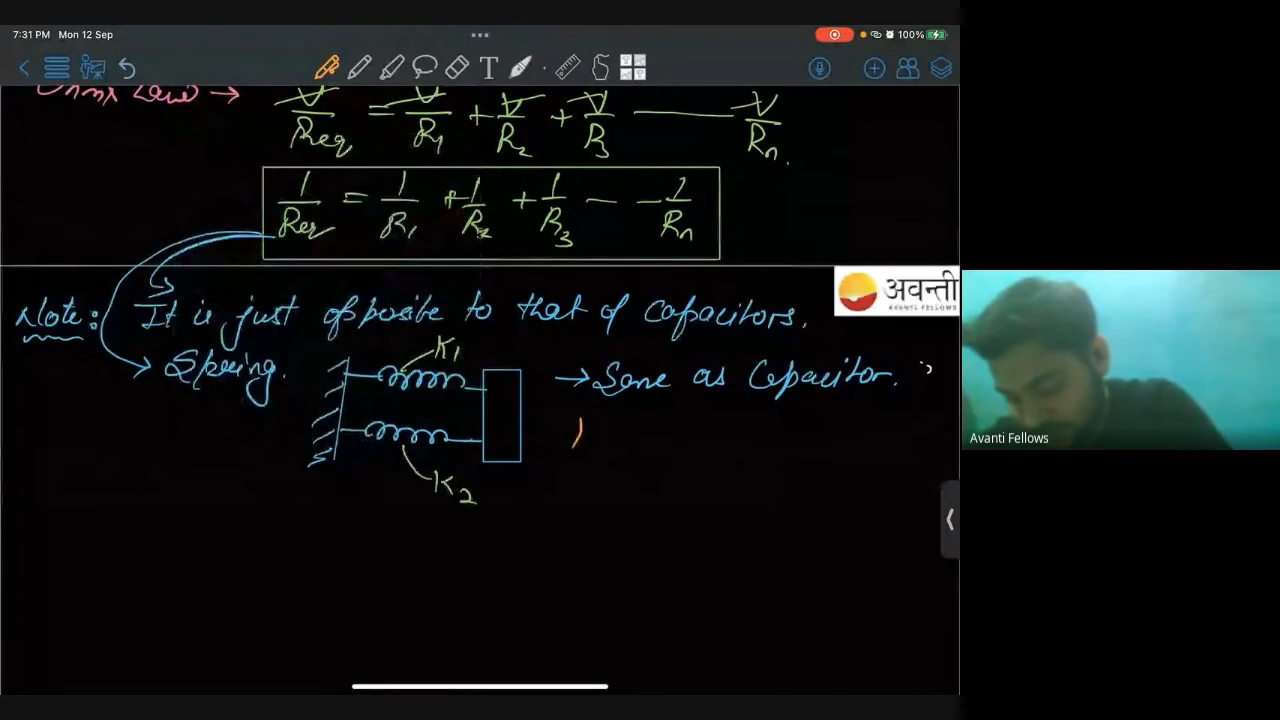 7:31 PM Mon 12 Sep
100%
T
Ohm's Law → V/Req = V/R1 + V/R2 + V/R3 —— V/Rn.
1/Req = 1/R1 + 1/R2 + 1/R3 - - 1/Rn
अवन्ती
AVANTI FELLOWS
Note: It is just opposite to that of capacitors.
→ Spring. K1 → Same as Capacitor.
K2
Avanti Fellows